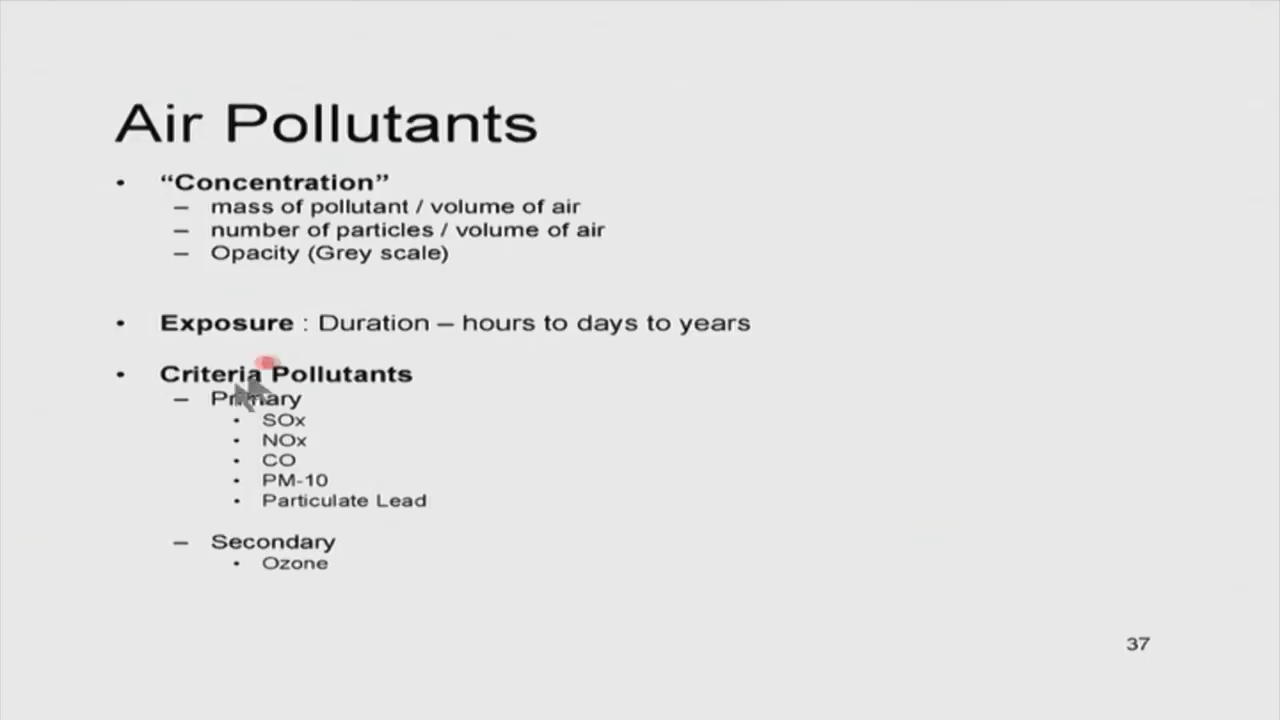 Air Pollutants
• “Concentration”
– mass of pollutant / volume of air
– number of particles / volume of air
– Opacity (Grey scale)
• Exposure : Duration – hours to days to years
• Criteria Pollutants
– Primary
• SOx
• NOx
• CO
• PM-10
• Particulate Lead
– Secondary
• Ozone
37